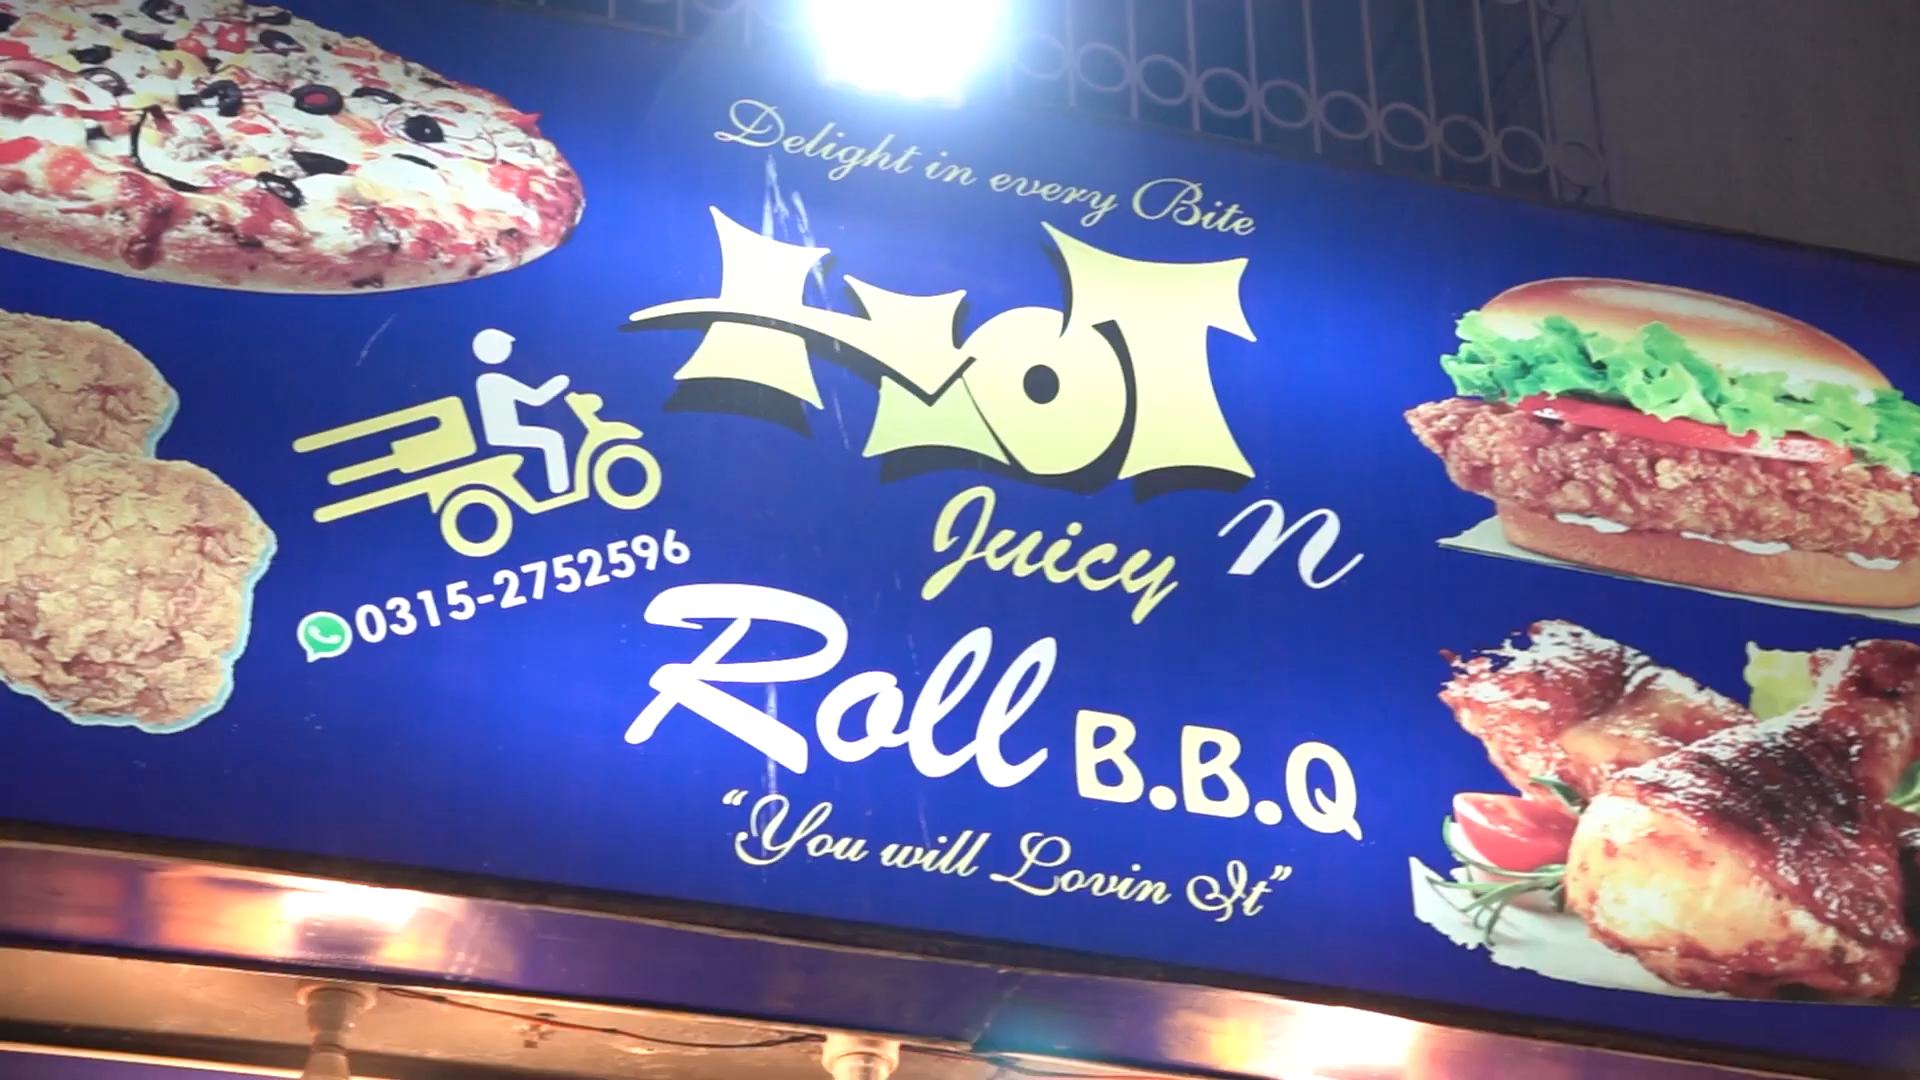 Delight in every Bite
HOT
Juicy n
0315-2752596
Roll B.B.Q
“You will Lovin It”